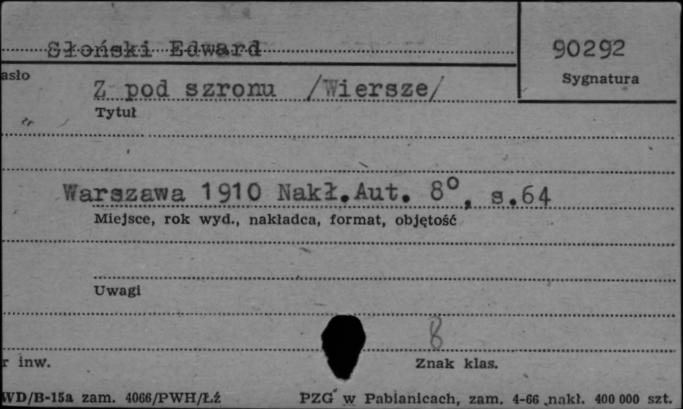 Słoński Edward
90292
asło
Sygnatura
Z pod szronu /Wiersze/
Tytuł
Warszawa 1910 Nakł.Aut. 8°, s.64
Miejsce, rok wyd., nakładca, format, objętość
Uwagi
8
r inw.
Znak klas.
WD/B-15a zam. 4066/PWH/Łź
PZG w Pabianicach, zam. 4-66 nakl. 400 000 szt.